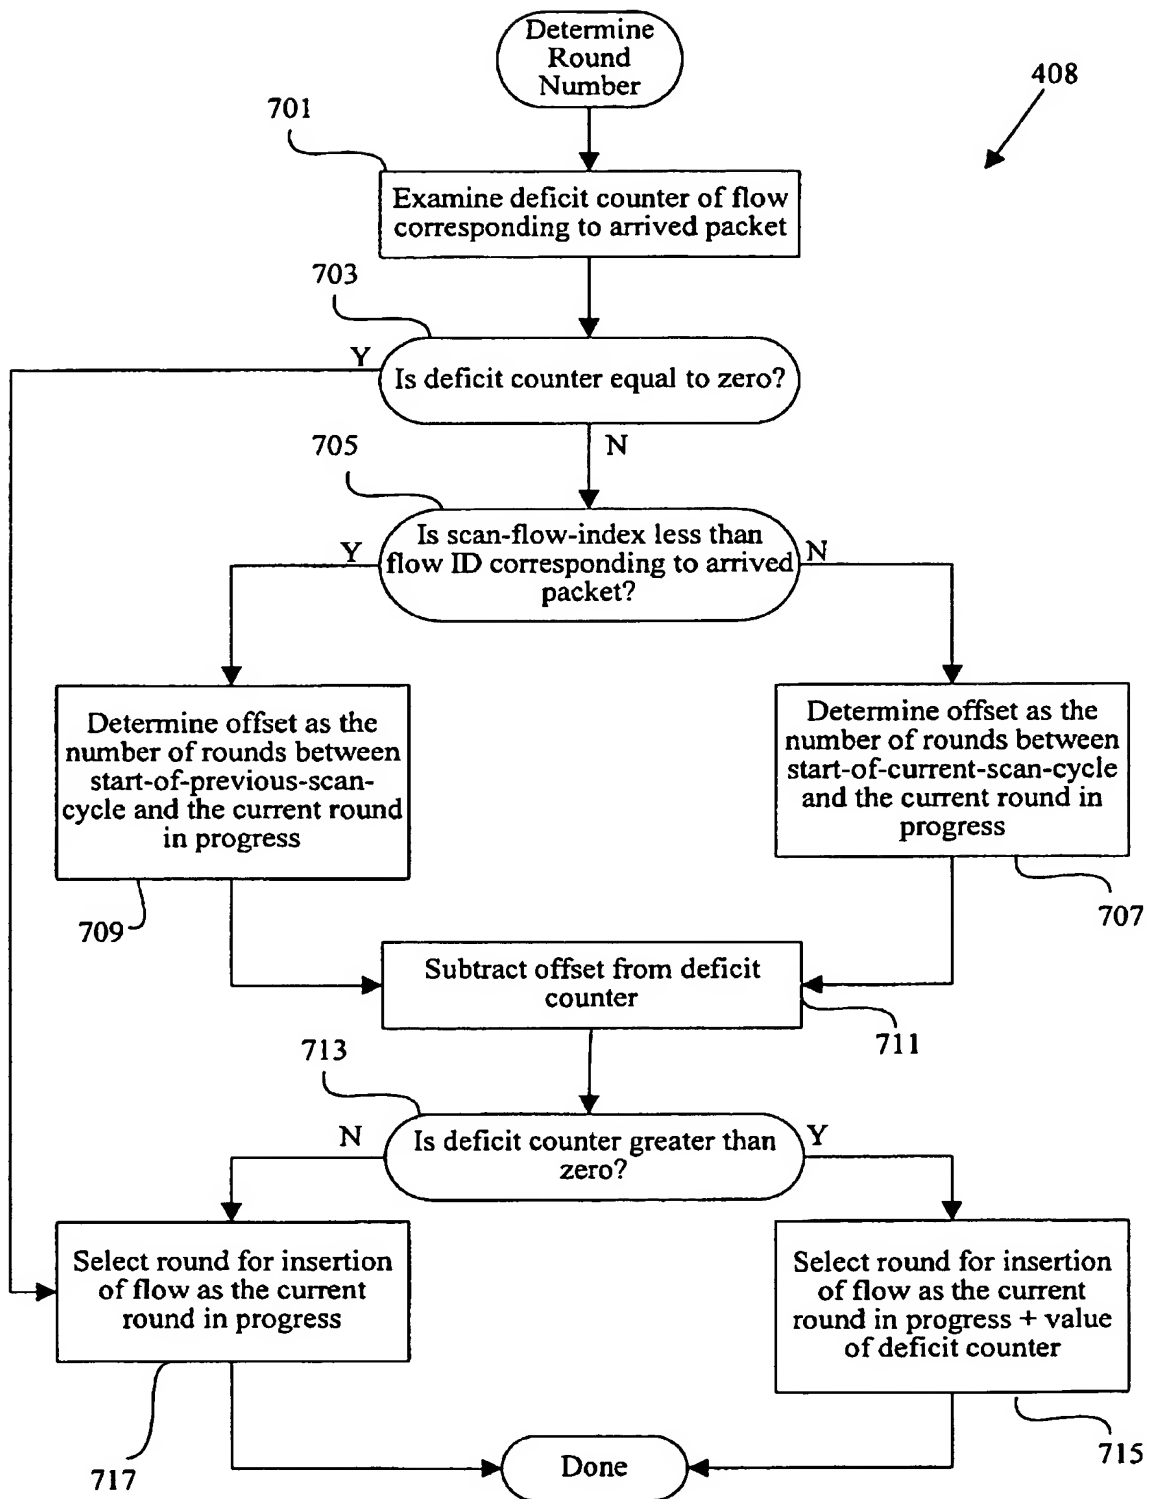 Determine
Round
Number
408
701
Examine deficit counter of flow
corresponding to arrived packet
703
Y
Is deficit counter equal to zero?
N
705
Y
Is scan-flow-index less than
flow ID corresponding to arrived
packet?
N
Determine offset as the
number of rounds between
start-of-previous-scan-
cycle and the current round
in progress
709
Determine offset as the
number of rounds between
start-of-current-scan-cycle
and the current round in
progress
707
Subtract offset from deficit
counter
711
713
N
Is deficit counter greater than
zero?
Y
Select round for insertion
of flow as the current
round in progress
717
Select round for insertion
of flow as the current
round in progress + value
of deficit counter
715
Done